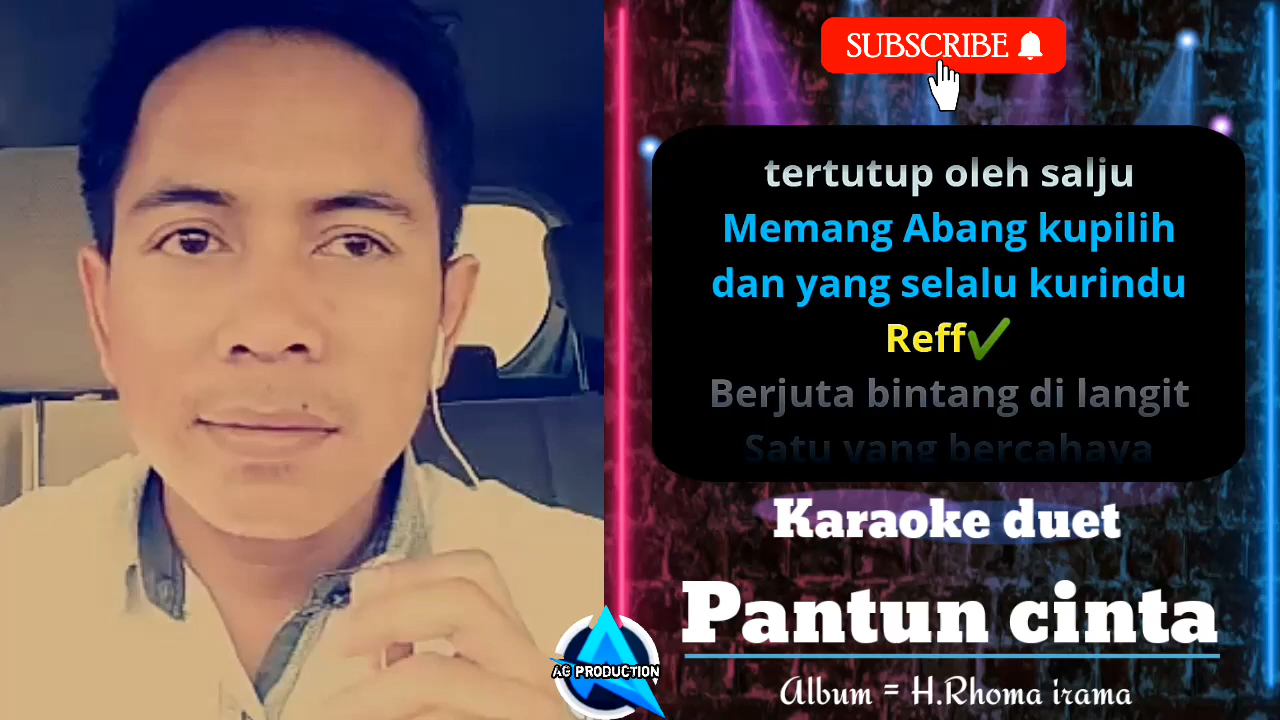 SUBSCRIBE
tertutup oleh salju
Memang Abang kupilih
dan yang selalu kurindu
Reff✔
Berjuta bintang di langit
Satu yang bercahaya
Karaoke duet
Pantun cinta
AG PRODUCTION
Album = H.Rhoma irama